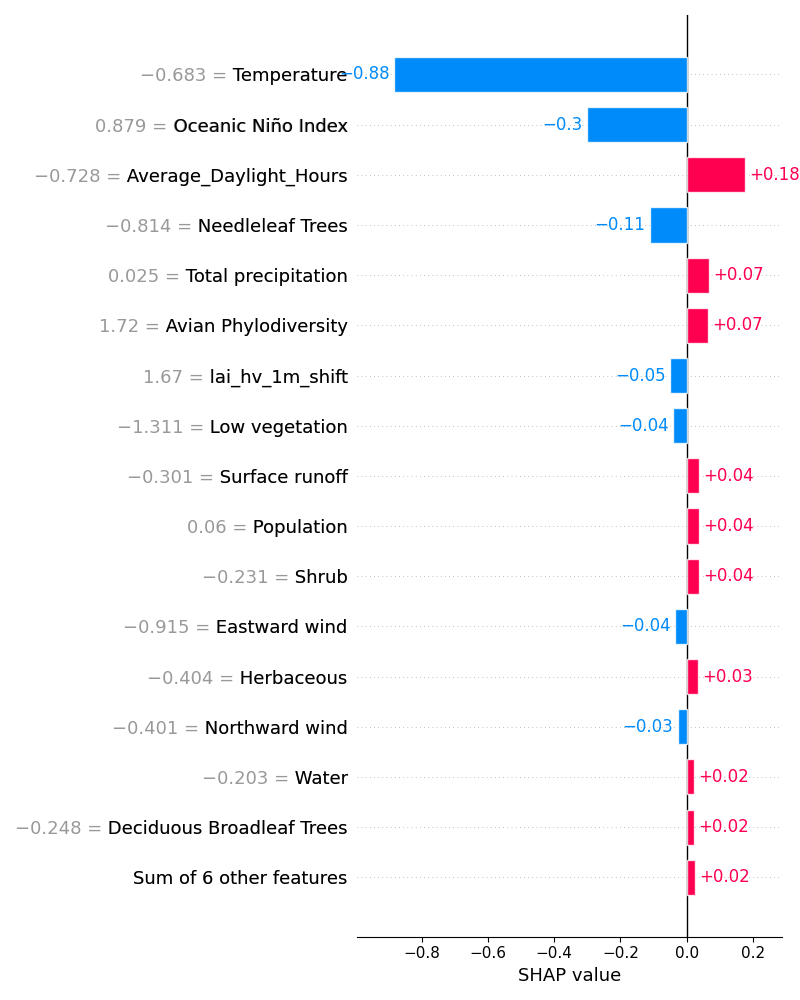 −0.683 = Temperature −0.88
0.879 = Oceanic Niño Index −0.3
−0.728 = Average_Daylight_Hours +0.18
−0.814 = Needleleaf Trees −0.11
0.025 = Total precipitation +0.07
1.72 = Avian Phylodiversity +0.07
1.67 = lai_hv_1m_shift −0.05
−1.311 = Low vegetation −0.04
−0.301 = Surface runoff +0.04
0.06 = Population +0.04
−0.231 = Shrub +0.04
−0.915 = Eastward wind −0.04
−0.404 = Herbaceous +0.03
−0.401 = Northward wind −0.03
−0.203 = Water +0.02
−0.248 = Deciduous Broadleaf Trees +0.02
Sum of 6 other features +0.02
−0.8 −0.6 −0.4 −0.2 0.0 0.2
SHAP value